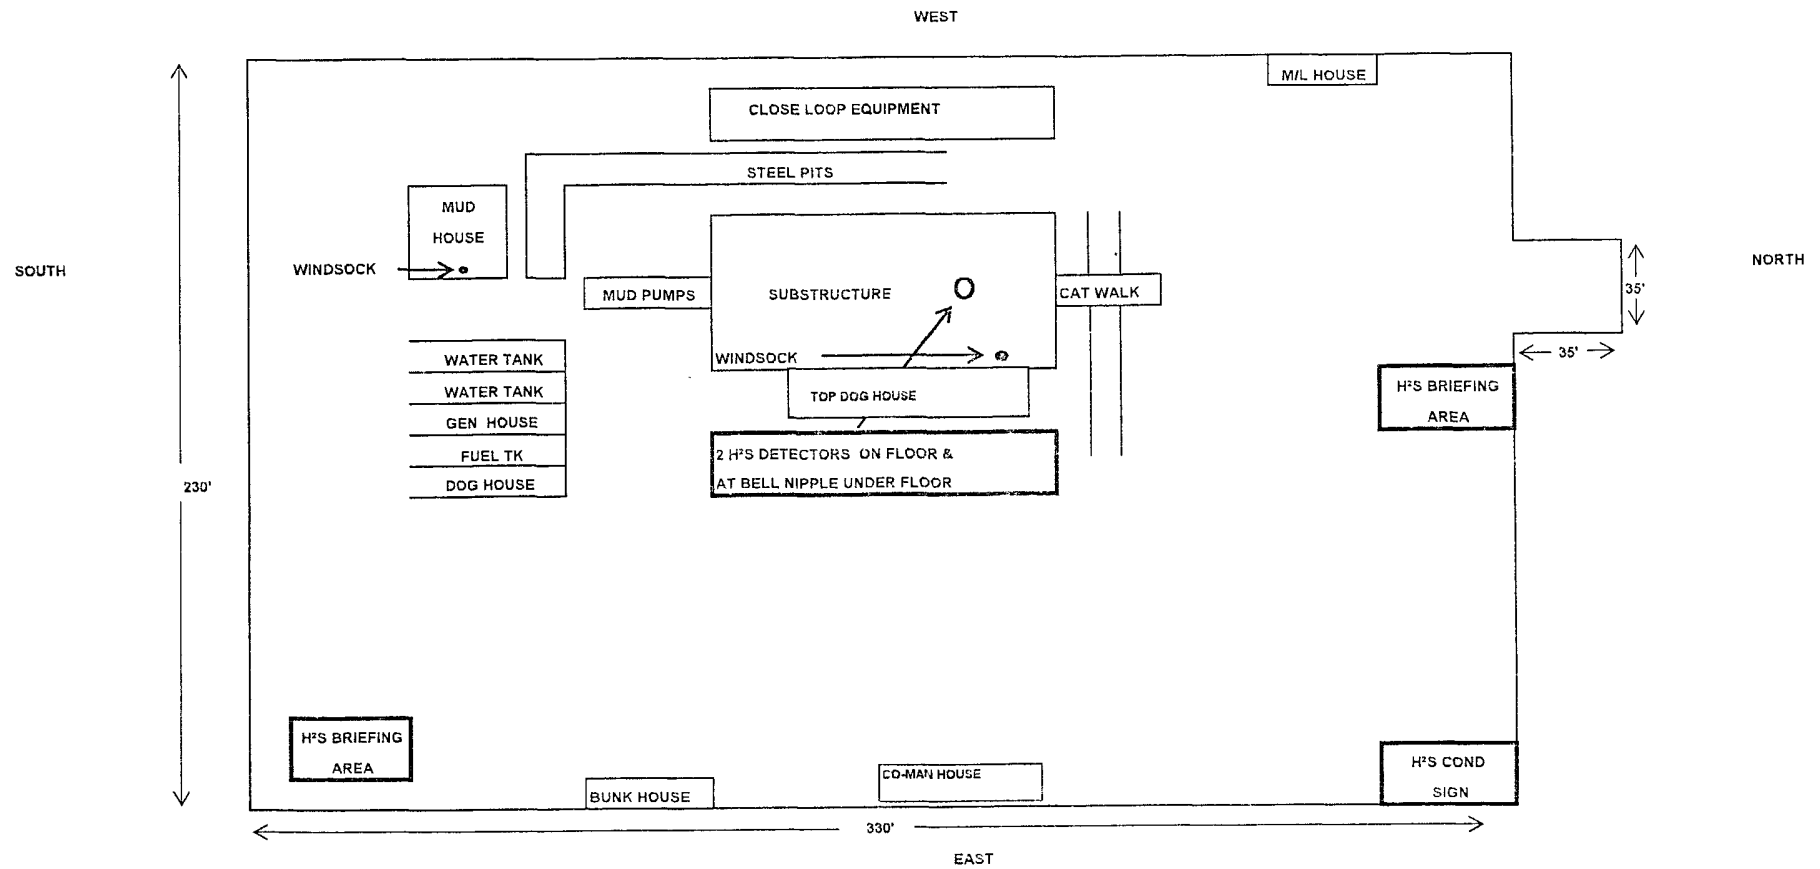 WEST
M/L HOUSE
CLOSE LOOP EQUIPMENT
STEEL PITS
MUD
HOUSE
WINDSOCK
SOUTH
NORTH
MUD PUMPS
SUBSTRUCTURE
CAT WALK
35'
35'
WINDSOCK
WATER TANK
WATER TANK
GEN HOUSE
FUEL TK
DOG HOUSE
TOP DOG HOUSE
H²S BRIEFING
AREA
2 H²S DETECTORS ON FLOOR &
AT BELL NIPPLE UNDER FLOOR
230'
H²S BRIEFING
AREA
BUNK HOUSE
CO-MAN HOUSE
H²S COND
SIGN
330'
EAST